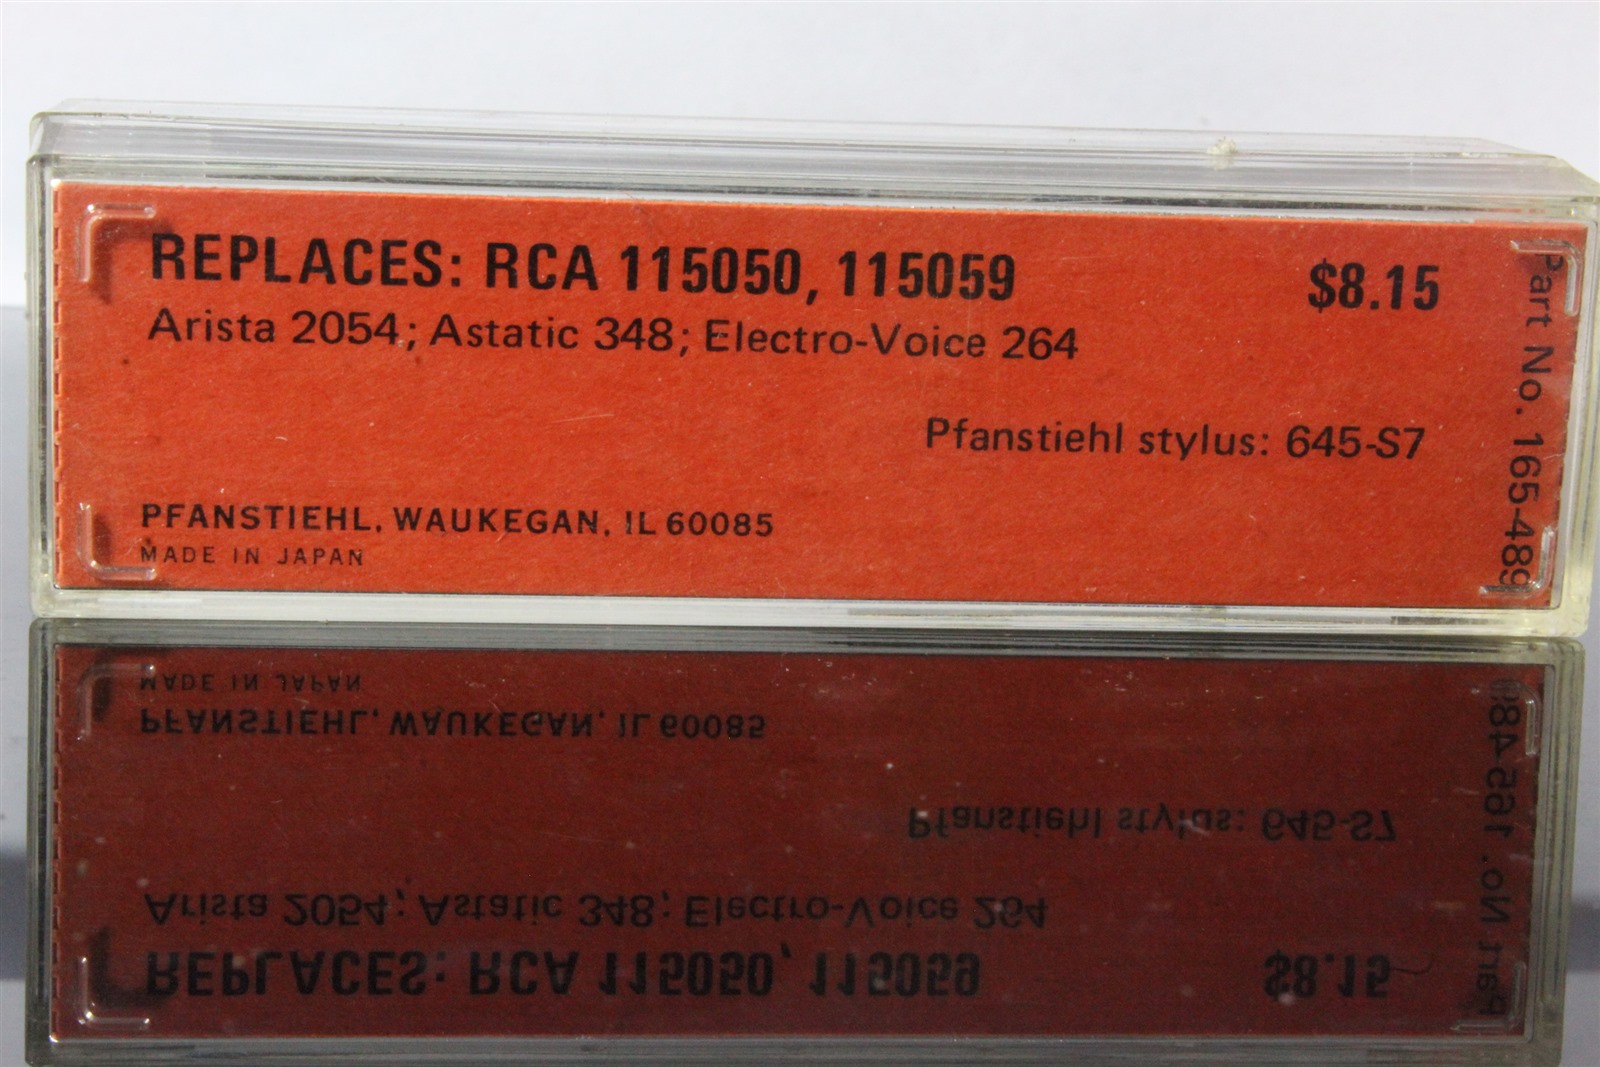 REPLACES: RCA 115050, 115059
$8.15
Arista 2054; Astatic 348; Electro-Voice 264
Pfanstiehl stylus: 645-S7
PFANSTIEHL, WAUKEGAN, IL 60085
MADE IN JAPAN
Part No. 165-489